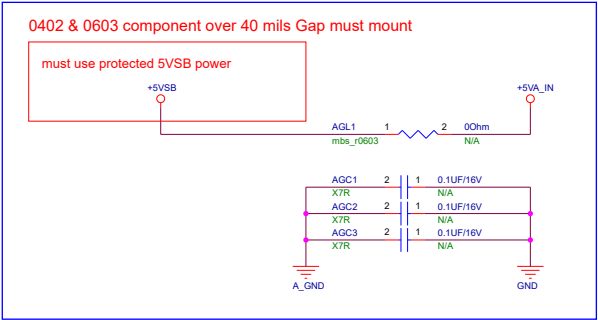 0402 & 0603 component over 40 mils Gap must mount
must use protected 5VSB power
+5VSB
+5VA_IN
AGL1 1 2 0Ohm
mbs_r0603 N/A
AGC1 2 1 0.1UF/16V
X7R N/A
AGC2 2 1 0.1UF/16V
X7R N/A
AGC3 2 1 0.1UF/16V
X7R N/A
A_GND GND